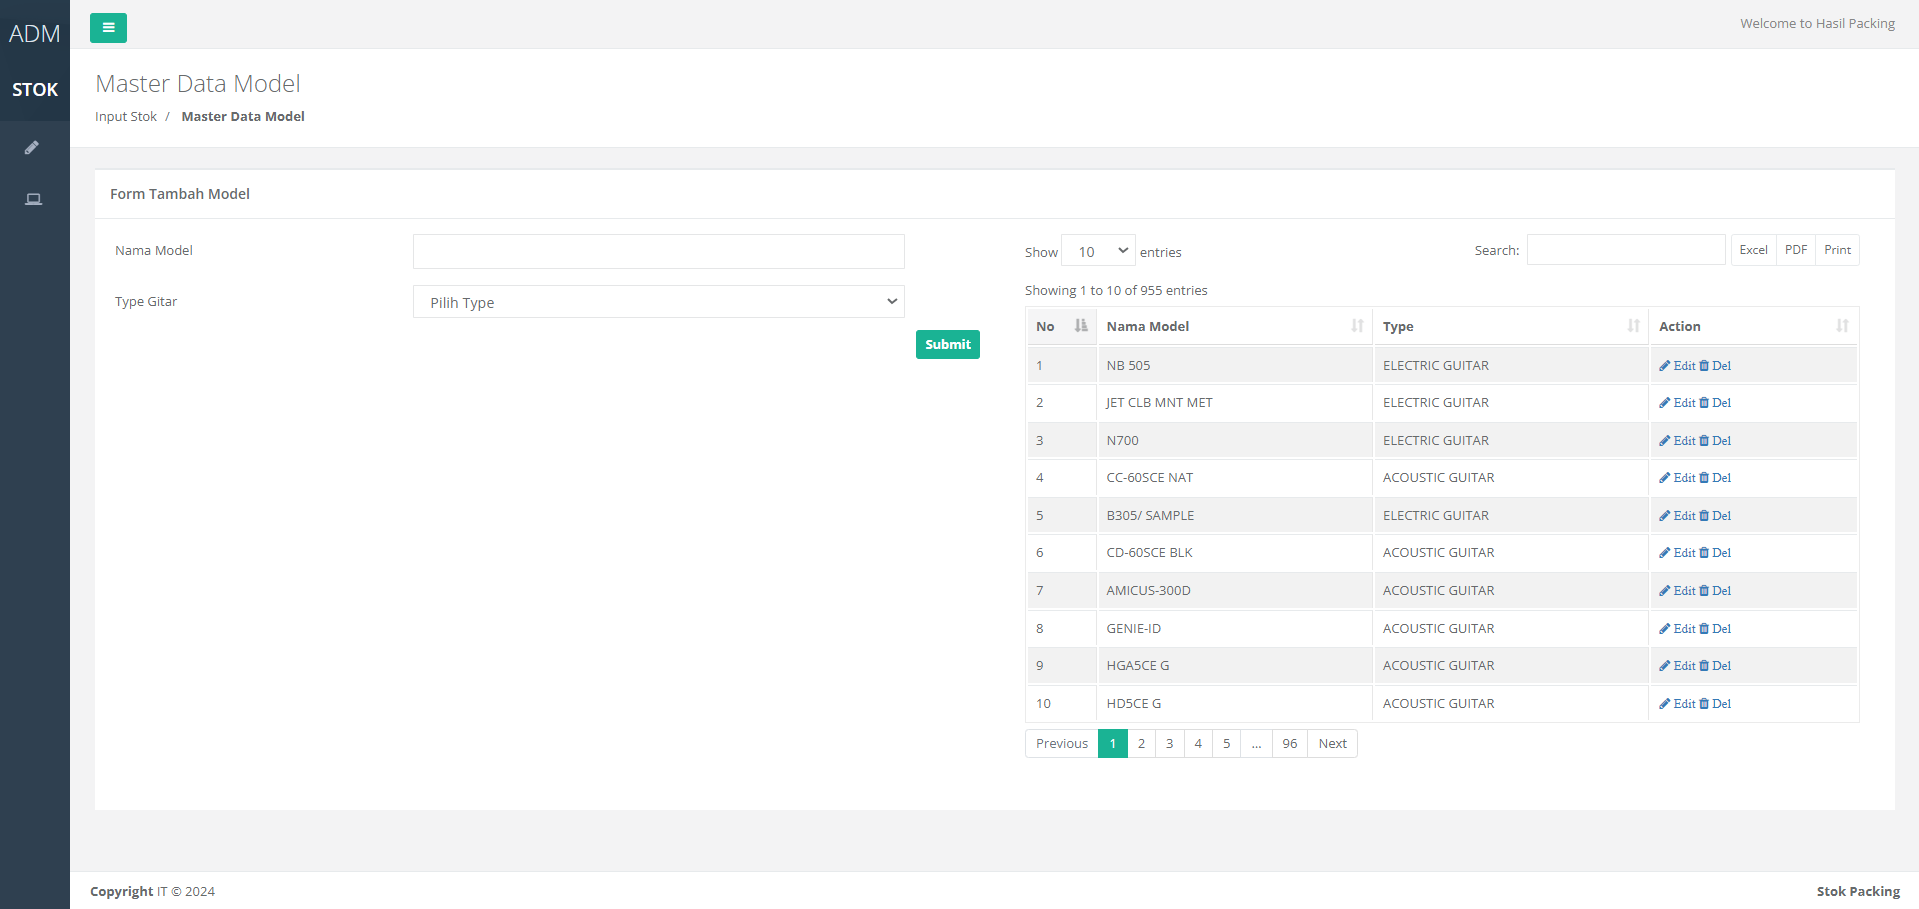 ADM
STOK
Welcome to Hasil Packing
Master Data Model
Input Stok / Master Data Model
Form Tambah Model
Nama Model
Type Gitar
Pilih Type
Submit
Show 10 entries
Search:
Excel PDF Print
Showing 1 to 10 of 955 entries
No Nama Model Type Action
1 NB 505 ELECTRIC GUITAR Edit Del
2 JET CLB MNT MET ELECTRIC GUITAR Edit Del
3 N700 ELECTRIC GUITAR Edit Del
4 CC-60SCE NAT ACOUSTIC GUITAR Edit Del
5 B305/ SAMPLE ELECTRIC GUITAR Edit Del
6 CD-60SCE BLK ACOUSTIC GUITAR Edit Del
7 AMICUS-300D ACOUSTIC GUITAR Edit Del
8 GENIE-ID ACOUSTIC GUITAR Edit Del
9 HGA5CE G ACOUSTIC GUITAR Edit Del
10 HD5CE G ACOUSTIC GUITAR Edit Del
Previous 1 2 3 4 5 ... 96 Next
Copyright IT © 2024
Stok Packing